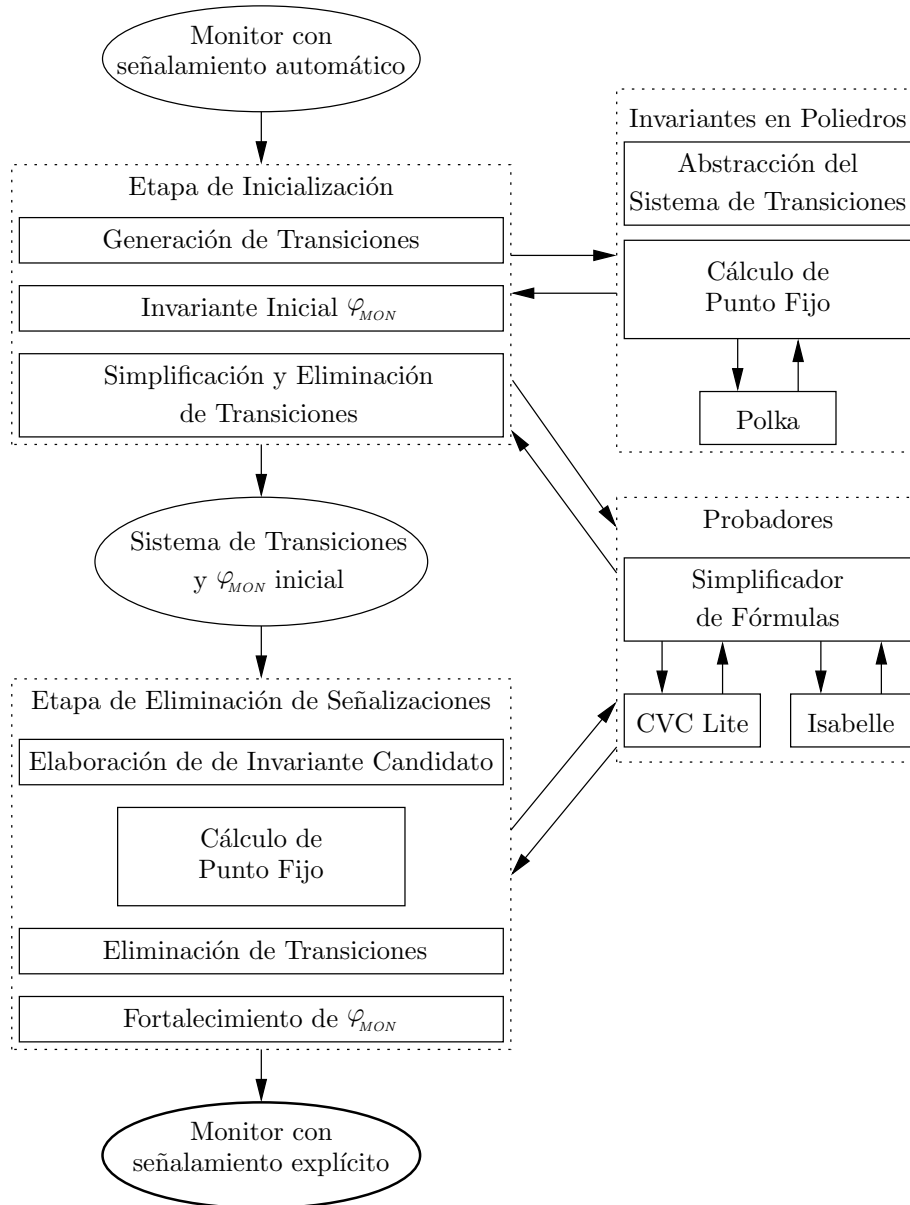 Monitor con
señalamiento automático
Etapa de Inicialización
Generación de Transiciones
Invariante Inicial φMON
Simplificación y Eliminación
de Transiciones
Invariantes en Poliedros
Abstracción del
Sistema de Transiciones
Cálculo de
Punto Fijo
Polka
Sistema de Transiciones
y φMON inicial
Probadores
Simplificador
de Fórmulas
CVC Lite
Isabelle
Etapa de Eliminación de Señalizaciones
Elaboración de de Invariante Candidato
Cálculo de
Punto Fijo
Eliminación de Transiciones
Fortalecimiento de φMON
Monitor con
señalamiento explícito